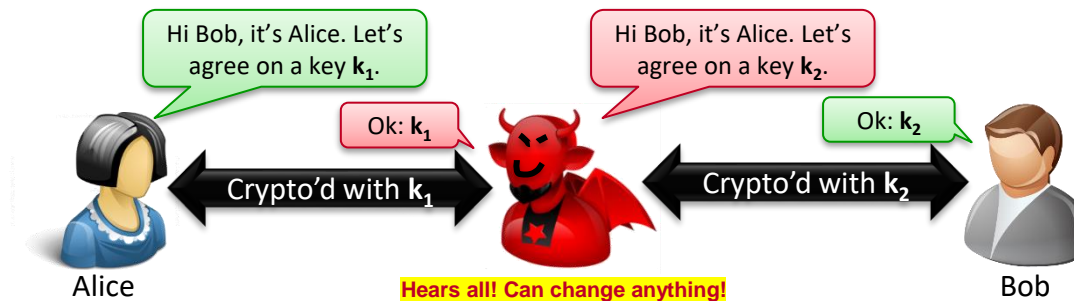 Hi Bob, it's Alice. Let's
agree on a key k₁.
Hi Bob, it's Alice. Let's
agree on a key k₂.
Ok: k₁
Ok: k₂
Crypto'd with k₁
Crypto'd with k₂
Alice
Hears all! Can change anything!
Bob